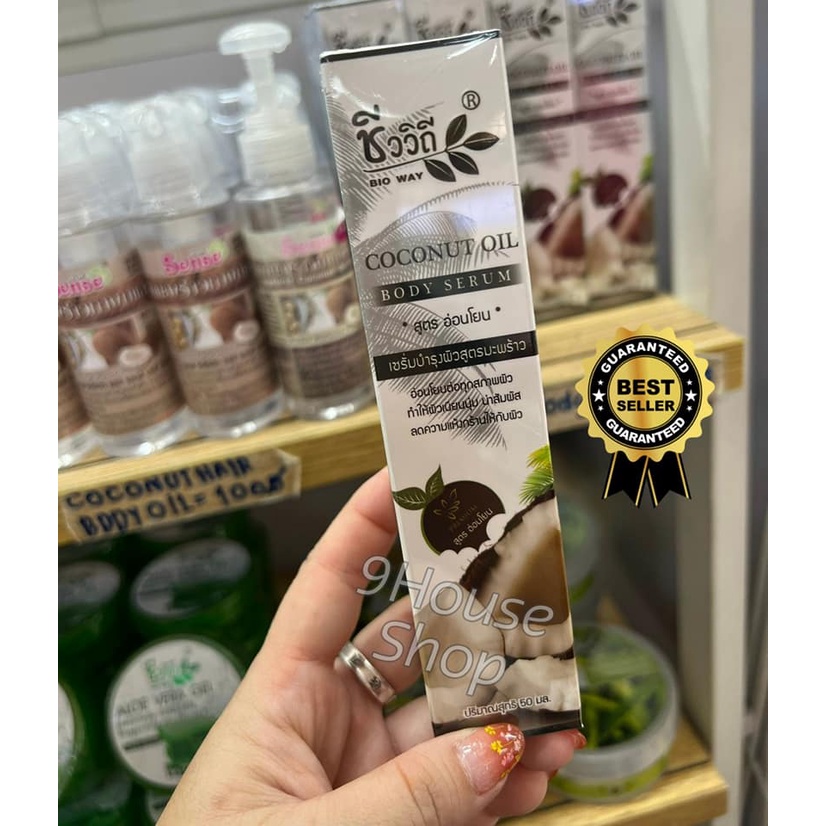 ชีววิถี
®
BIO WAY
COCONUT OIL
BODY SERUM
สูตร อ่อนโยน
เซรั่มบำรุงผิวสูตรมะพร้าว
อ่อนโยนต่อทุกสภาพผิว
ทำให้ผิวเนียนนุ่ม น่าสัมผัส
ลดความแห้งกร้านให้กับผิว
PREMIUM
สูตร อ่อนโยน
ปริมาณสุทธิ 50 มล.
9House
Shop
GUARANTEED
BEST
SELLER
GUARANTEED
COCONUT HAIR
BODY OIL = 100฿
ALOE VERA GEL